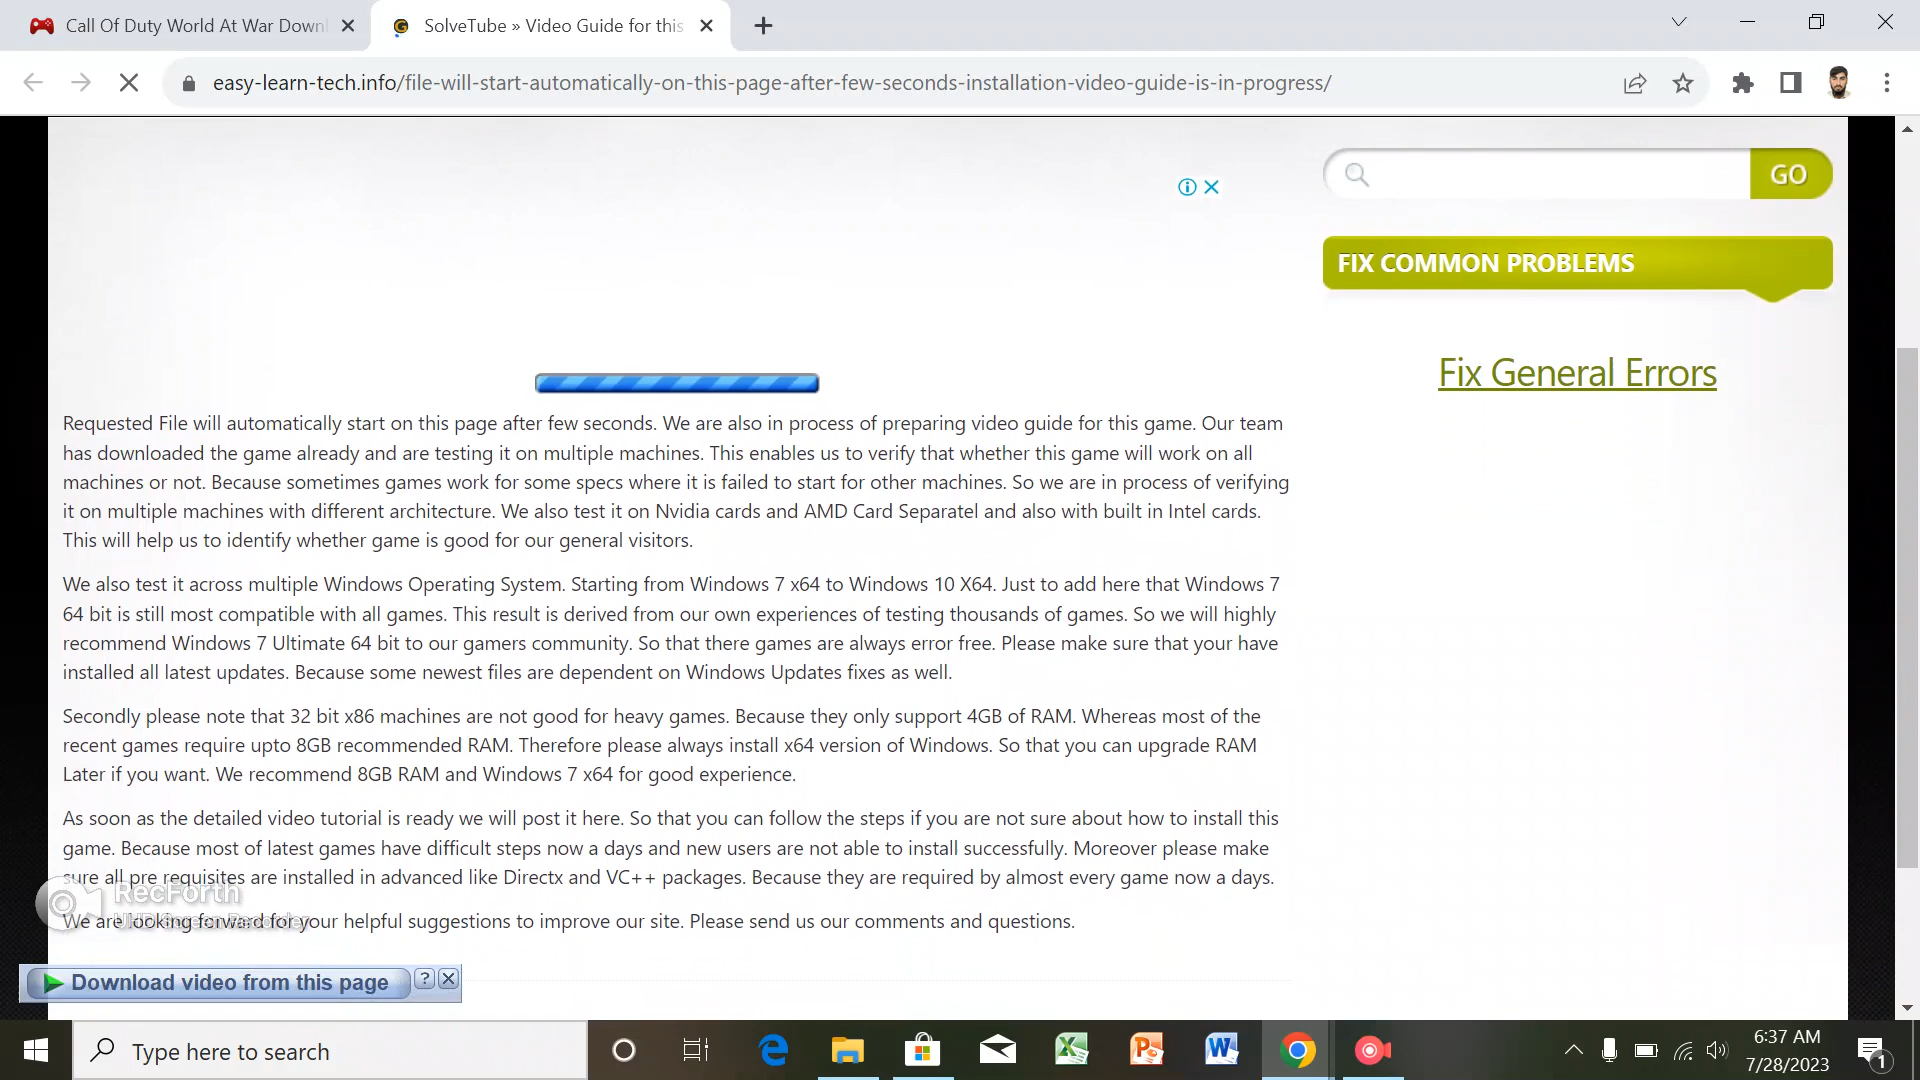 Call Of Duty World At War Down
SolveTube » Video Guide for this
easy-learn-tech.info/file-will-start-automatically-on-this-page-after-few-seconds-installation-video-guide-is-in-progress/
GO
FIX COMMON PROBLEMS
Fix General Errors
Requested File will automatically start on this page after few seconds. We are also in process of preparing video guide for this game. Our team
has downloaded the game already and are testing it on multiple machines. This enables us to verify that whether this game will work on all
machines or not. Because sometimes games work for some specs where it is failed to start for other machines. So we are in process of verifying
it on multiple machines with different architecture. We also test it on Nvidia cards and AMD Card Separatel and also with built in Intel cards.
This will help us to identify whether game is good for our general visitors.
We also test it across multiple Windows Operating System. Starting from Windows 7 x64 to Windows 10 X64. Just to add here that Windows 7
64 bit is still most compatible with all games. This result is derived from our own experiences of testing thousands of games. So we will highly
recommend Windows 7 Ultimate 64 bit to our gamers community. So that there games are always error free. Please make sure that your have
installed all latest updates. Because some newest files are dependent on Windows Updates fixes as well.
Secondly please note that 32 bit x86 machines are not good for heavy games. Because they only support 4GB of RAM. Whereas most of the
recent games require upto 8GB recommended RAM. Therefore please always install x64 version of Windows. So that you can upgrade RAM
Later if you want. We recommend 8GB RAM and Windows 7 x64 for good experience.
As soon as the detailed video tutorial is ready we will post it here. So that you can follow the steps if you are not sure about how to install this
game. Because most of latest games have difficult steps now a days and new users are not able to install successfully. Moreover please make
sure all pre requisites are installed in advanced like Directx and VC++ packages. Because they are required by almost every game now a days.
RecForth
UHD Screen Recorder
We are looking forward for your helpful suggestions to improve our site. Please send us our comments and questions.
Download video from this page
?
Type here to search
6:37 AM
7/28/2023
1